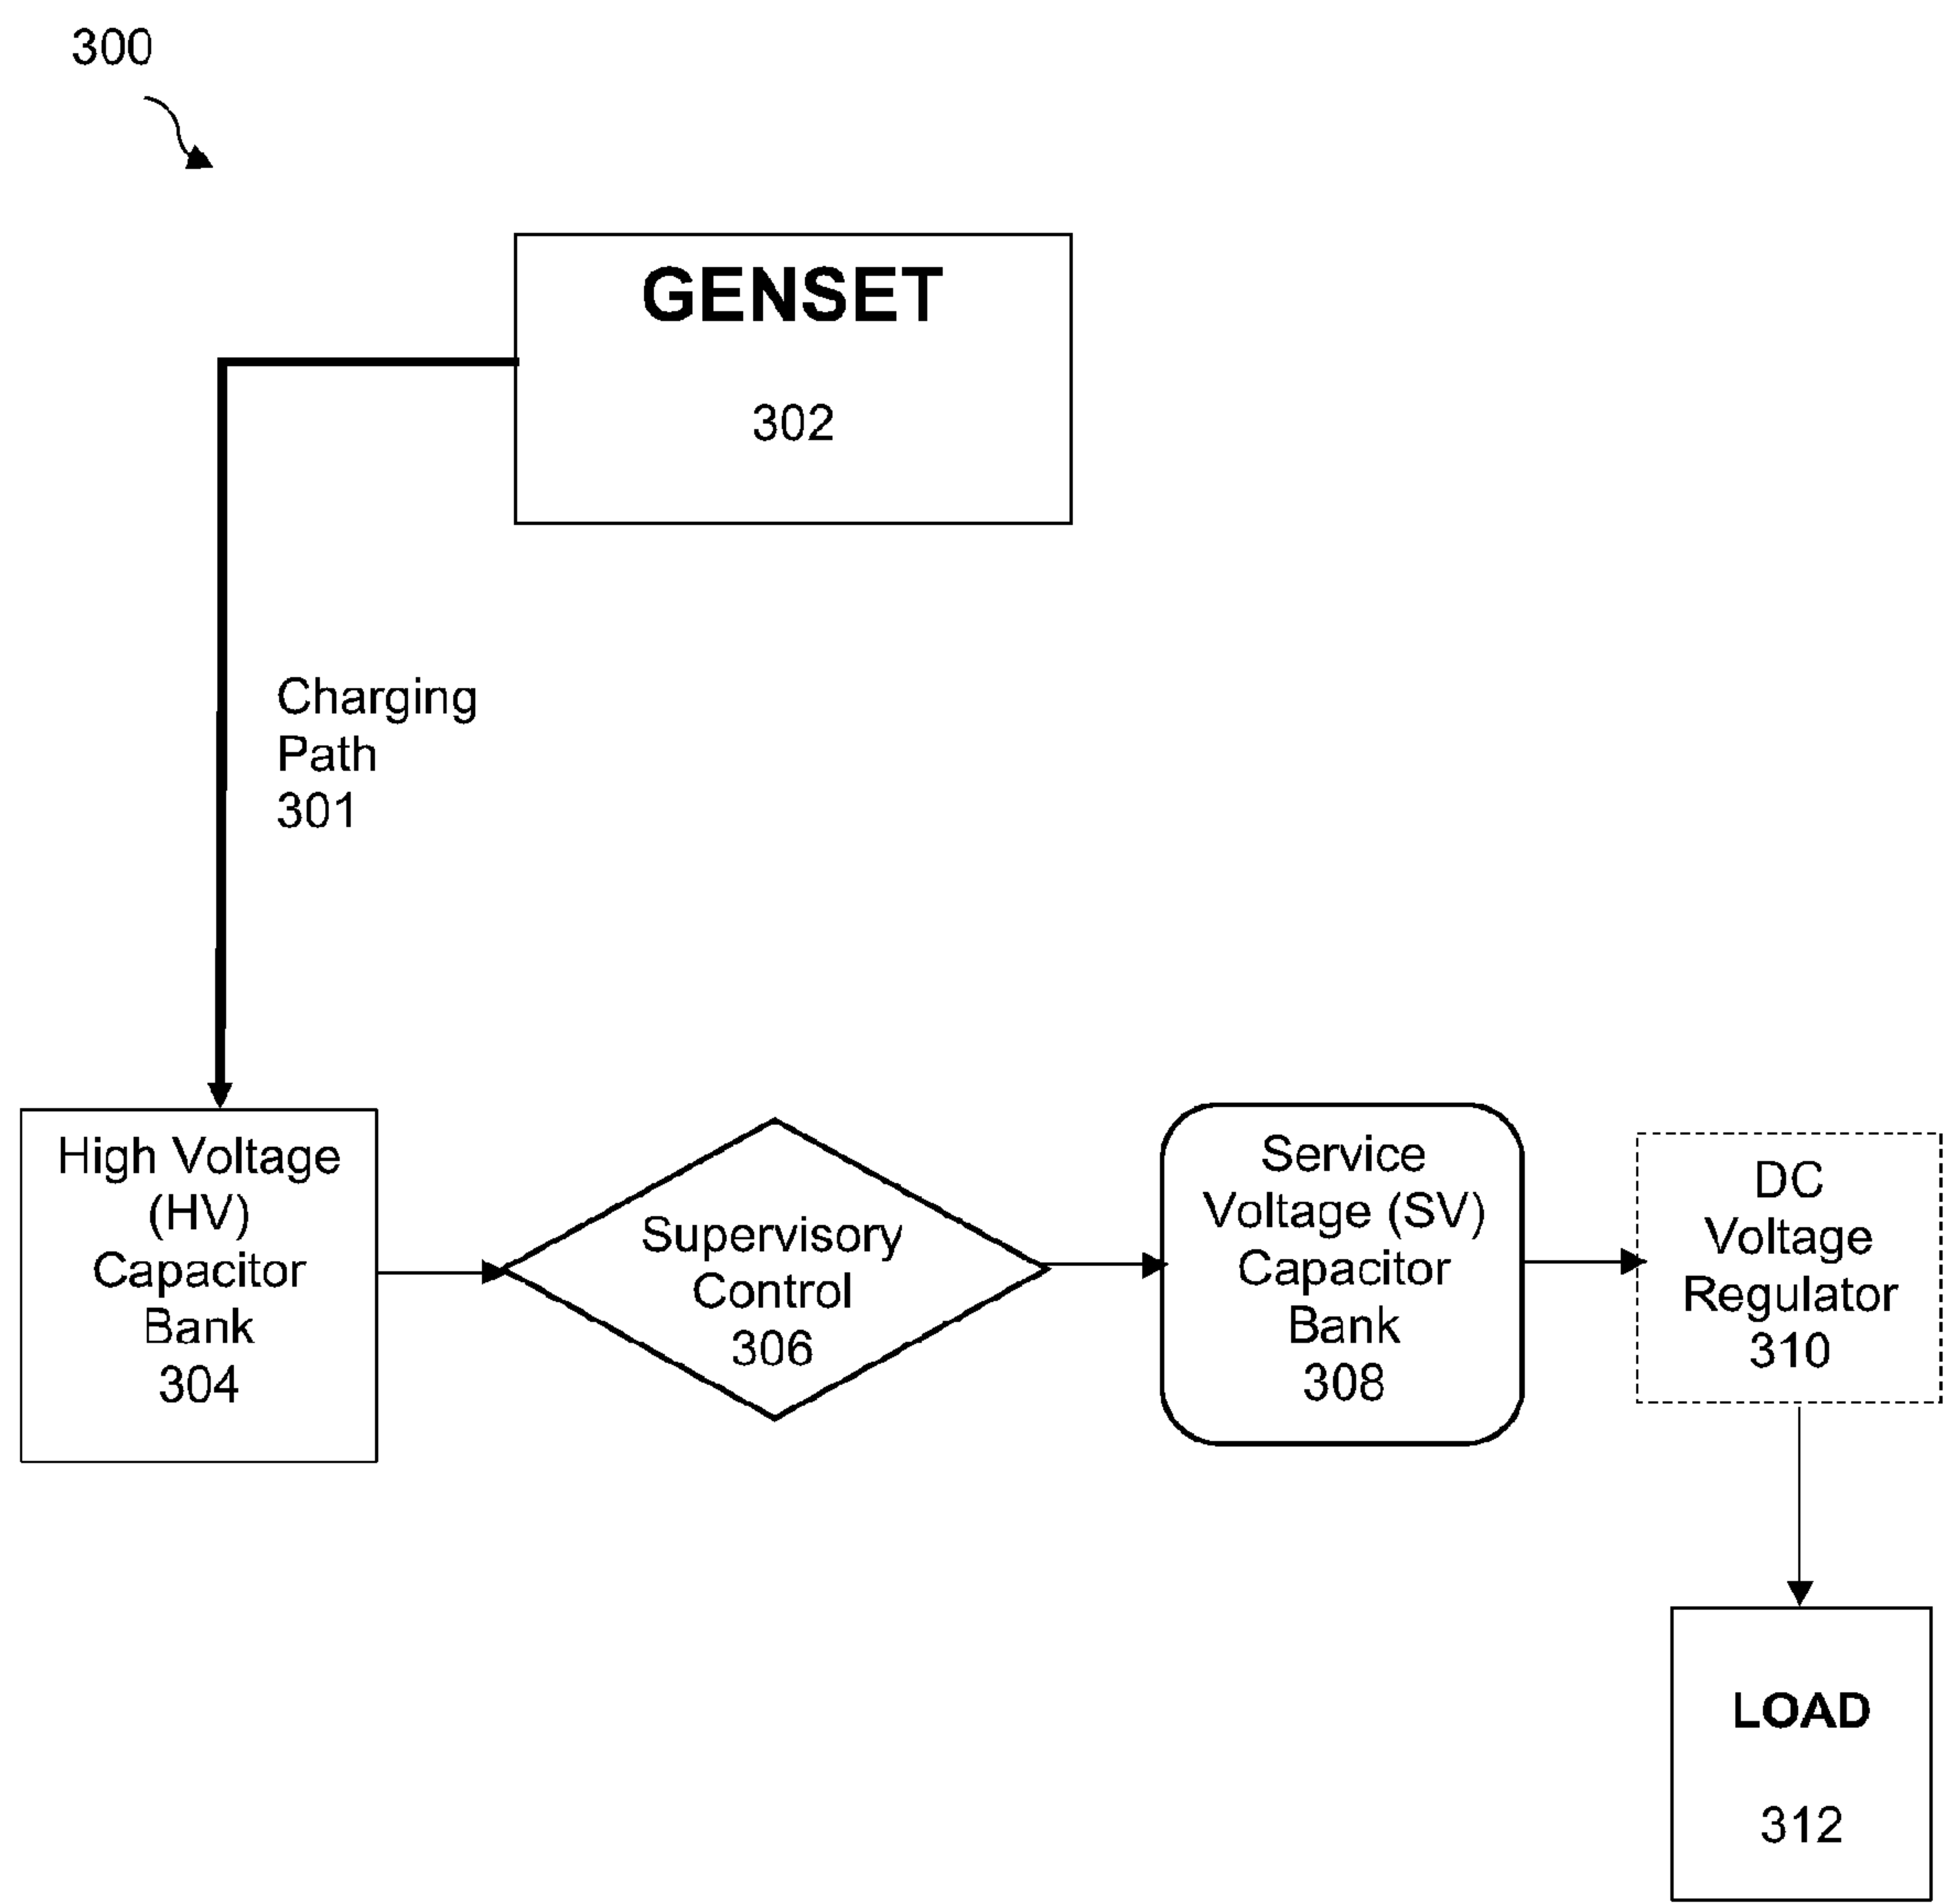 300
GENSET
302
Charging
Path
301
High Voltage
(HV)
Capacitor
Bank
304
Supervisory
Control
306
Service
Voltage (SV)
Capacitor
Bank
308
DC
Voltage
Regulator
310
LOAD
312